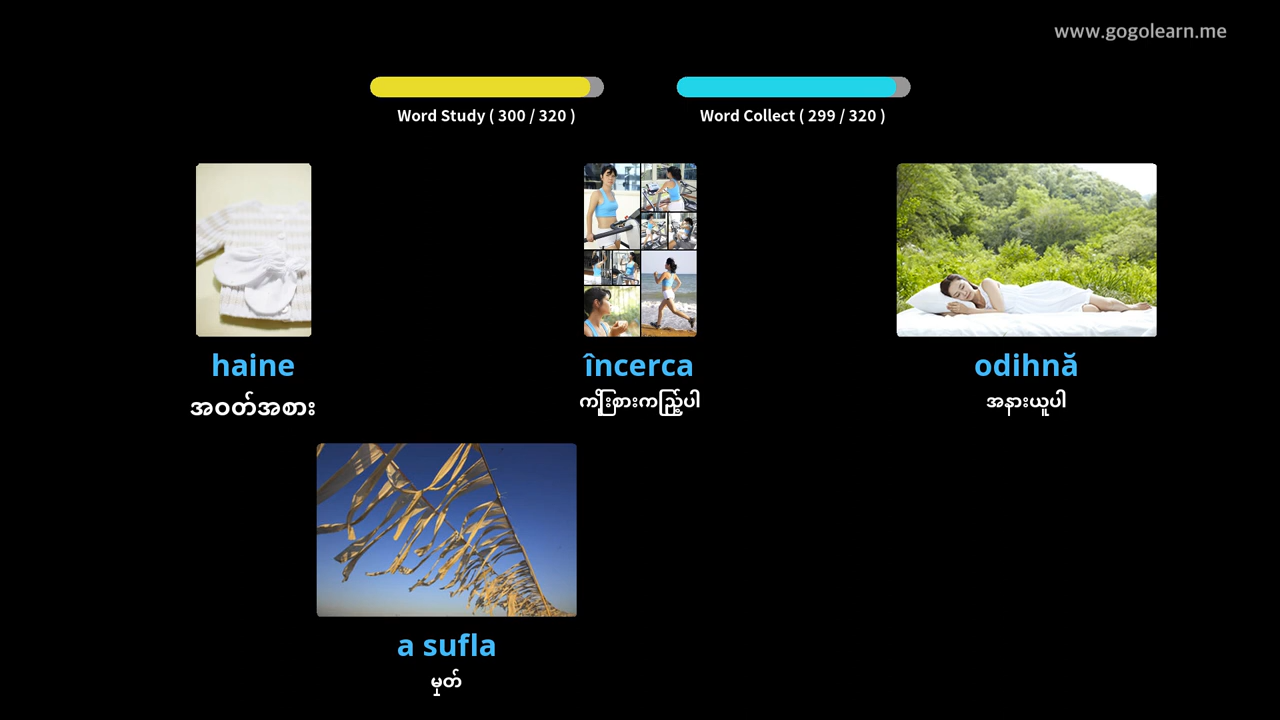 www.gogolearn.me
Word Study ( 300 / 320 )
Word Collect ( 299 / 320 )
haine
încerca
odihnă
အဝတ်အစား
ကြိုးစားကြည့်ပါ
အနားယူပါ
a sufla
မှုတ်